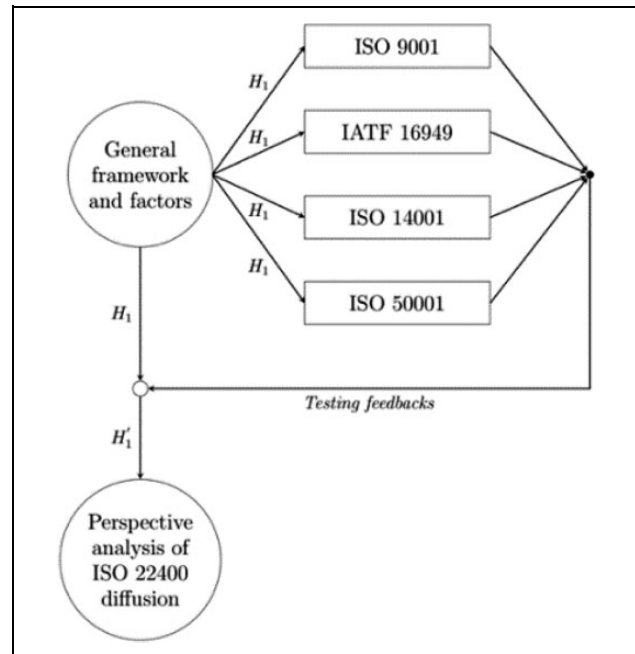 ISO 9001
H₁
IATF 16949
H₁
General
framework
and factors
ISO 14001
H₁
ISO 50001
H₁
H₁
Testing feedbacks
H₁′
Perspective
analysis of
ISO 22400
diffusion